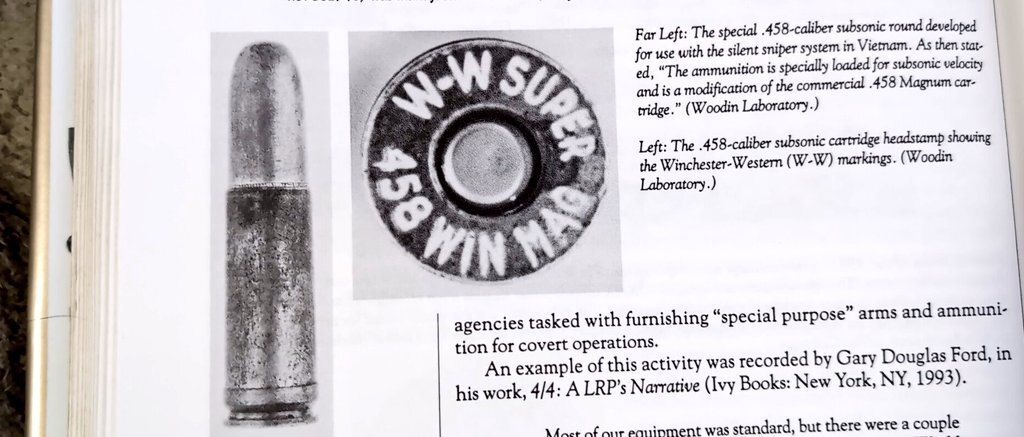 W-W SUPER
458 WIN MAG
Far Left: The special .458-caliber subsonic round developed
for use with the silent sniper system in Vietnam. As then stat-
ed, “The ammunition is specially loaded for subsonic velocity
and is a modification of the commercial .458 Magnum car-
tridge.” (Woodin Laboratory.)
Left: The .458-caliber subsonic cartridge headstamp showing
the Winchester-Western (W-W) markings. (Woodin
Laboratory.)
agencies tasked with furnishing “special purpose” arms and ammuni-
tion for covert operations.
An example of this activity was recorded by Gary Douglas Ford, in
his work, 4/4: A LRP’s Narrative (Ivy Books: New York, NY, 1993).
Most of our equipment was standard, but there were a couple